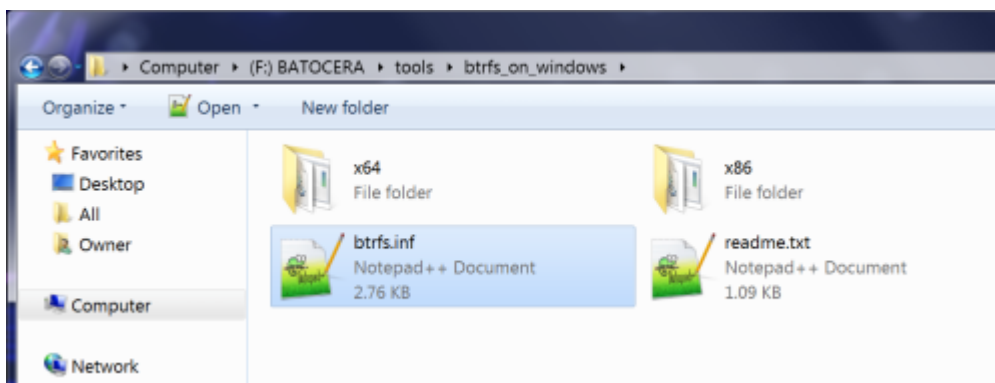 Computer ▸ (F:) BATOCERA ▸ tools ▸ btrfs_on_windows ▸
Organize Open New folder
Favorites
Desktop
All
Owner
Computer
Network
x64
File folder
x86
File folder
btrfs.inf
Notepad++ Document
2.76 KB
readme.txt
Notepad++ Document
1.09 KB